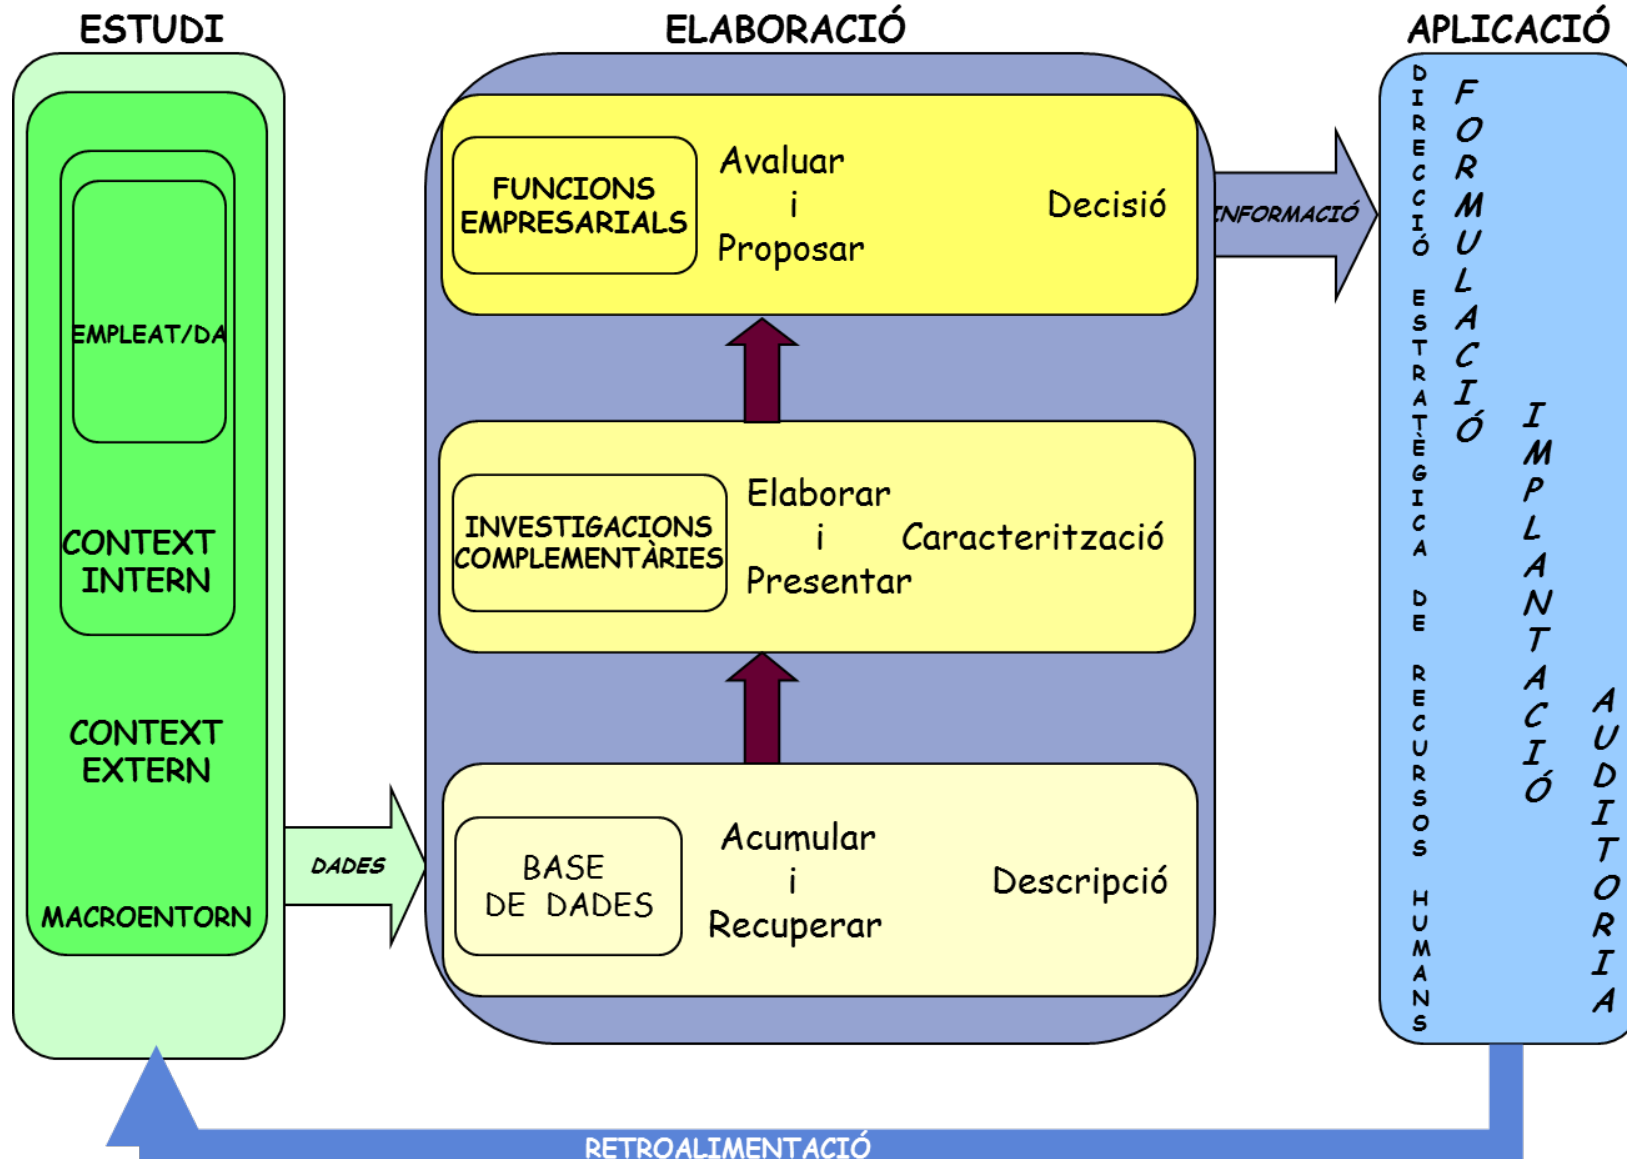 ESTUDI
ELABORACIÓ
APLICACIÓ
EMPLEAT/DA
CONTEXT
INTERN
CONTEXT
EXTERN
MACROENTORN
DADES
FUNCIONS
EMPRESARIALS
Avaluar
i
Proposar
Decisió
INVESTIGACIONS
COMPLEMENTÀRIES
Elaborar
i
Presentar
Caracterització
BASE
DE DADES
Acumular
i
Recuperar
Descripció
INFORMACIÓ
DIRECCIÓ ESTRATÈGICA DE RECURSOS HUMANS
FORMULACIÓ
IMPLANTACIÓ
AUDITORIA
RETROALIMENTACIÓ